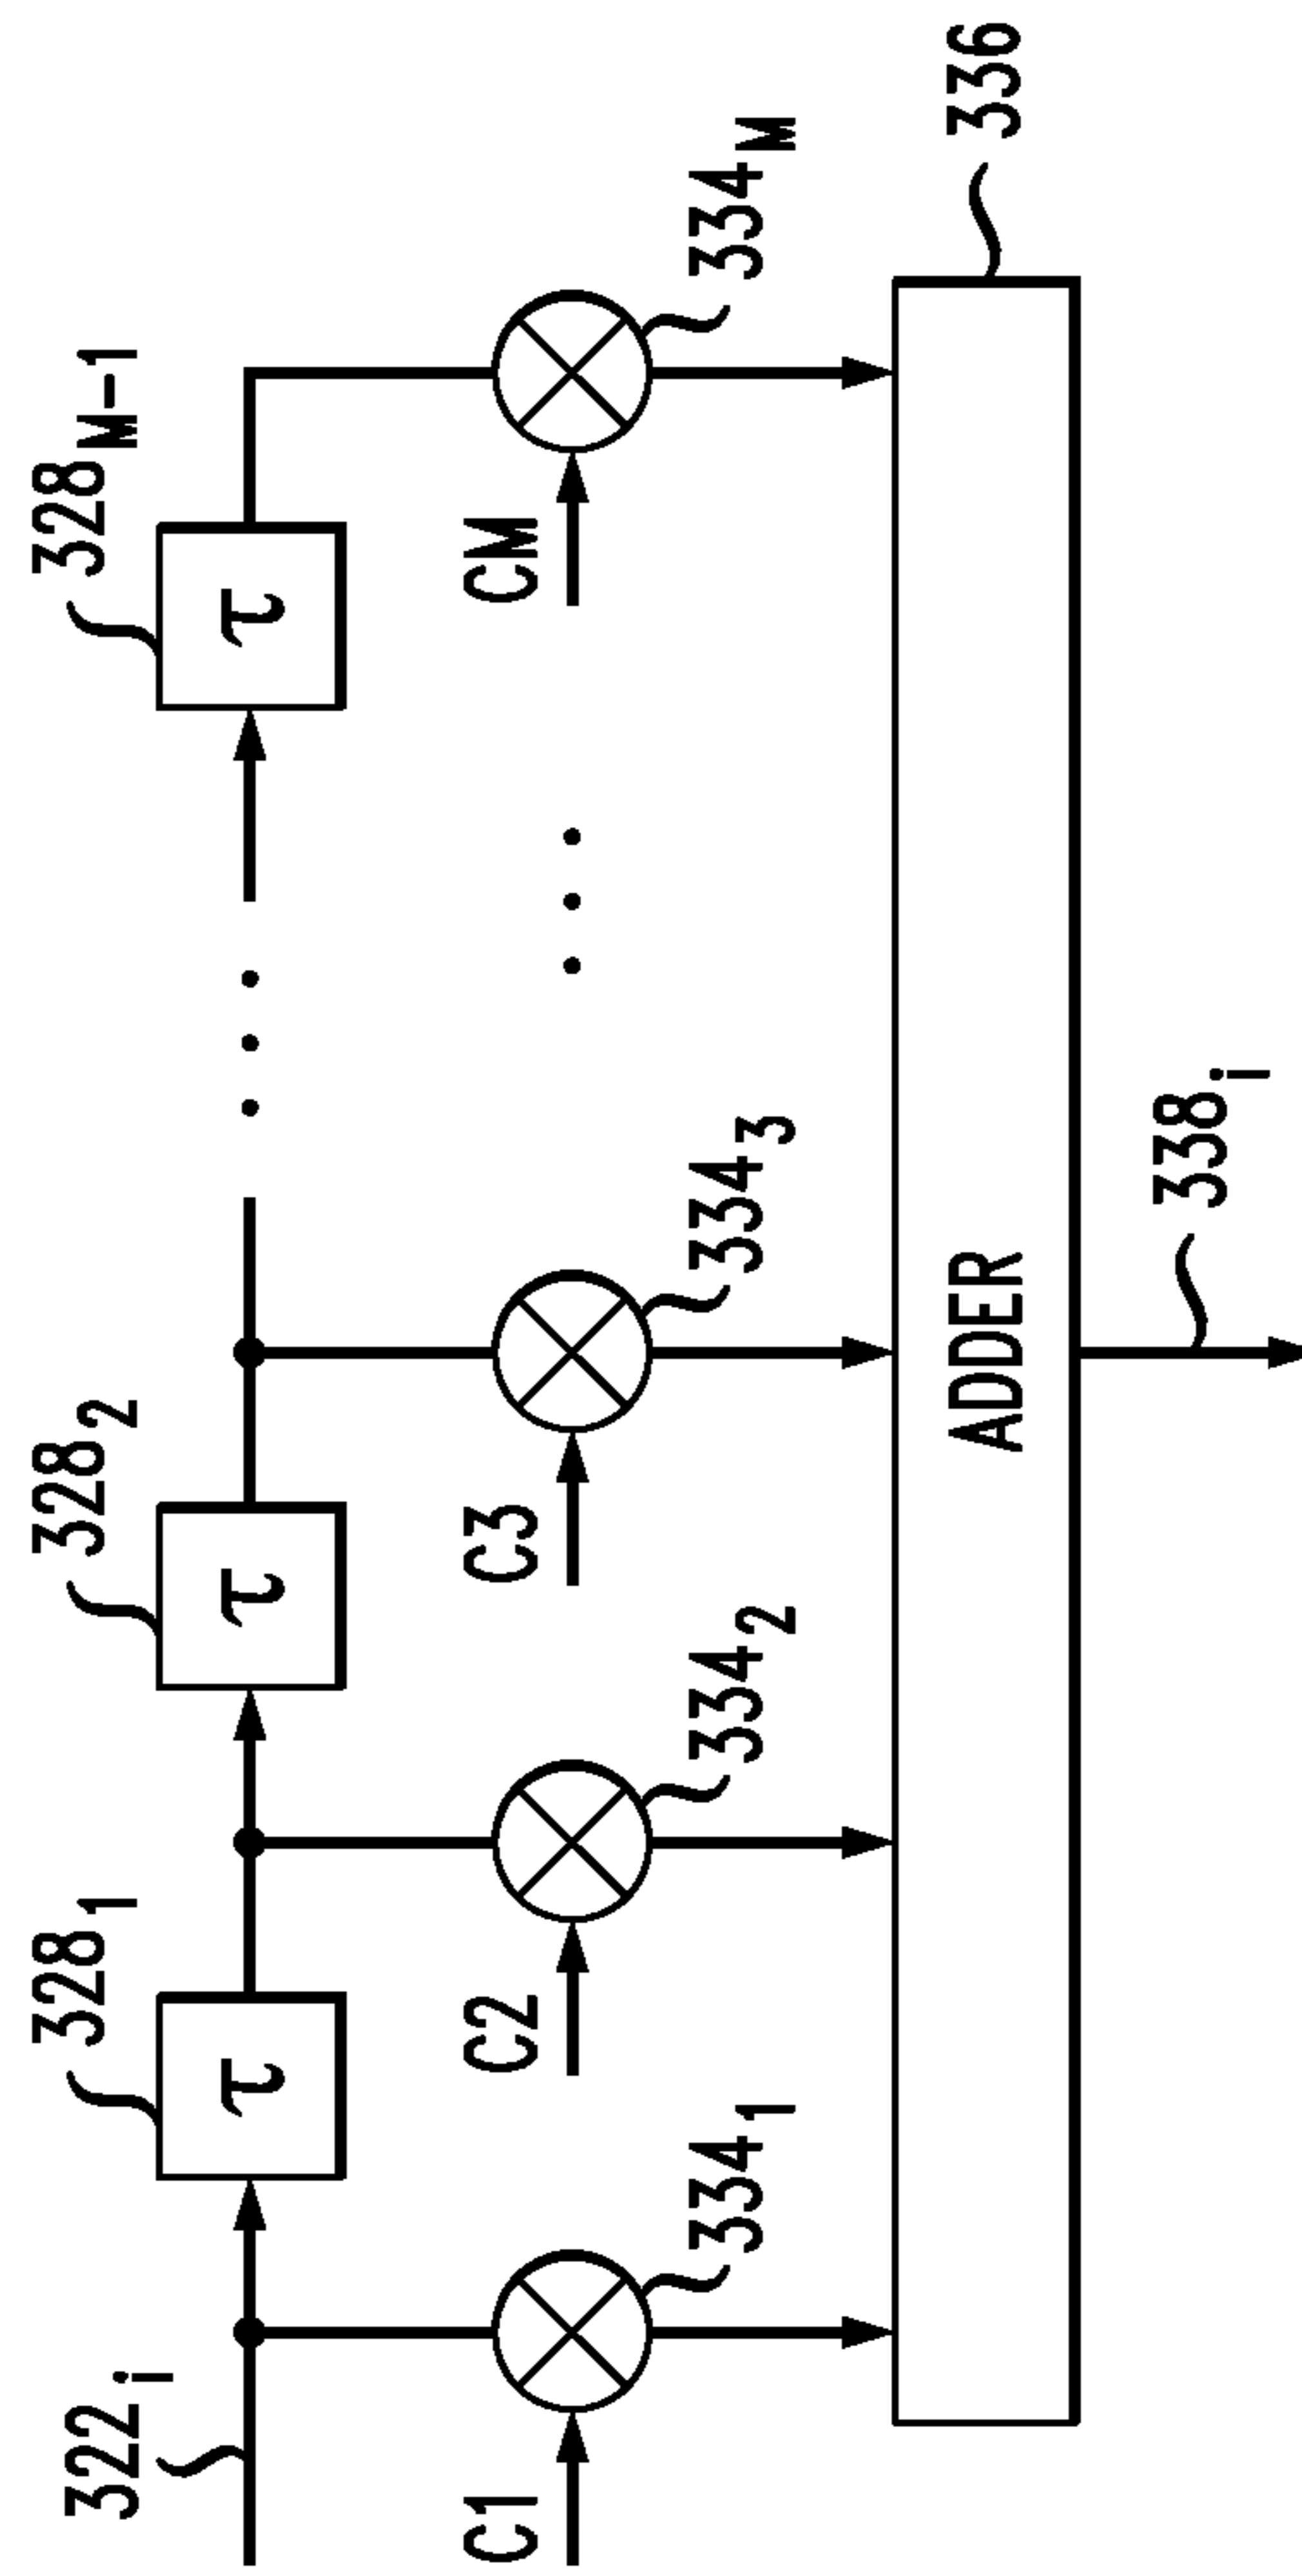 322i
328₁
328₂
328M-1
τ
τ
τ
C1
C2
C3
CM
334₁
334₂
334₃
334M
ADDER
336
338i